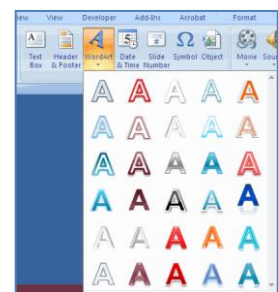 iew View Developer Add-Ins Acrobat Format
Text Header WordArt Date Slide Symbol Object Movie Sou
Box & Footer & Time Number
A A A A A
A A A A A
A A A A A
A A A A A
A A A A A
A A A A A